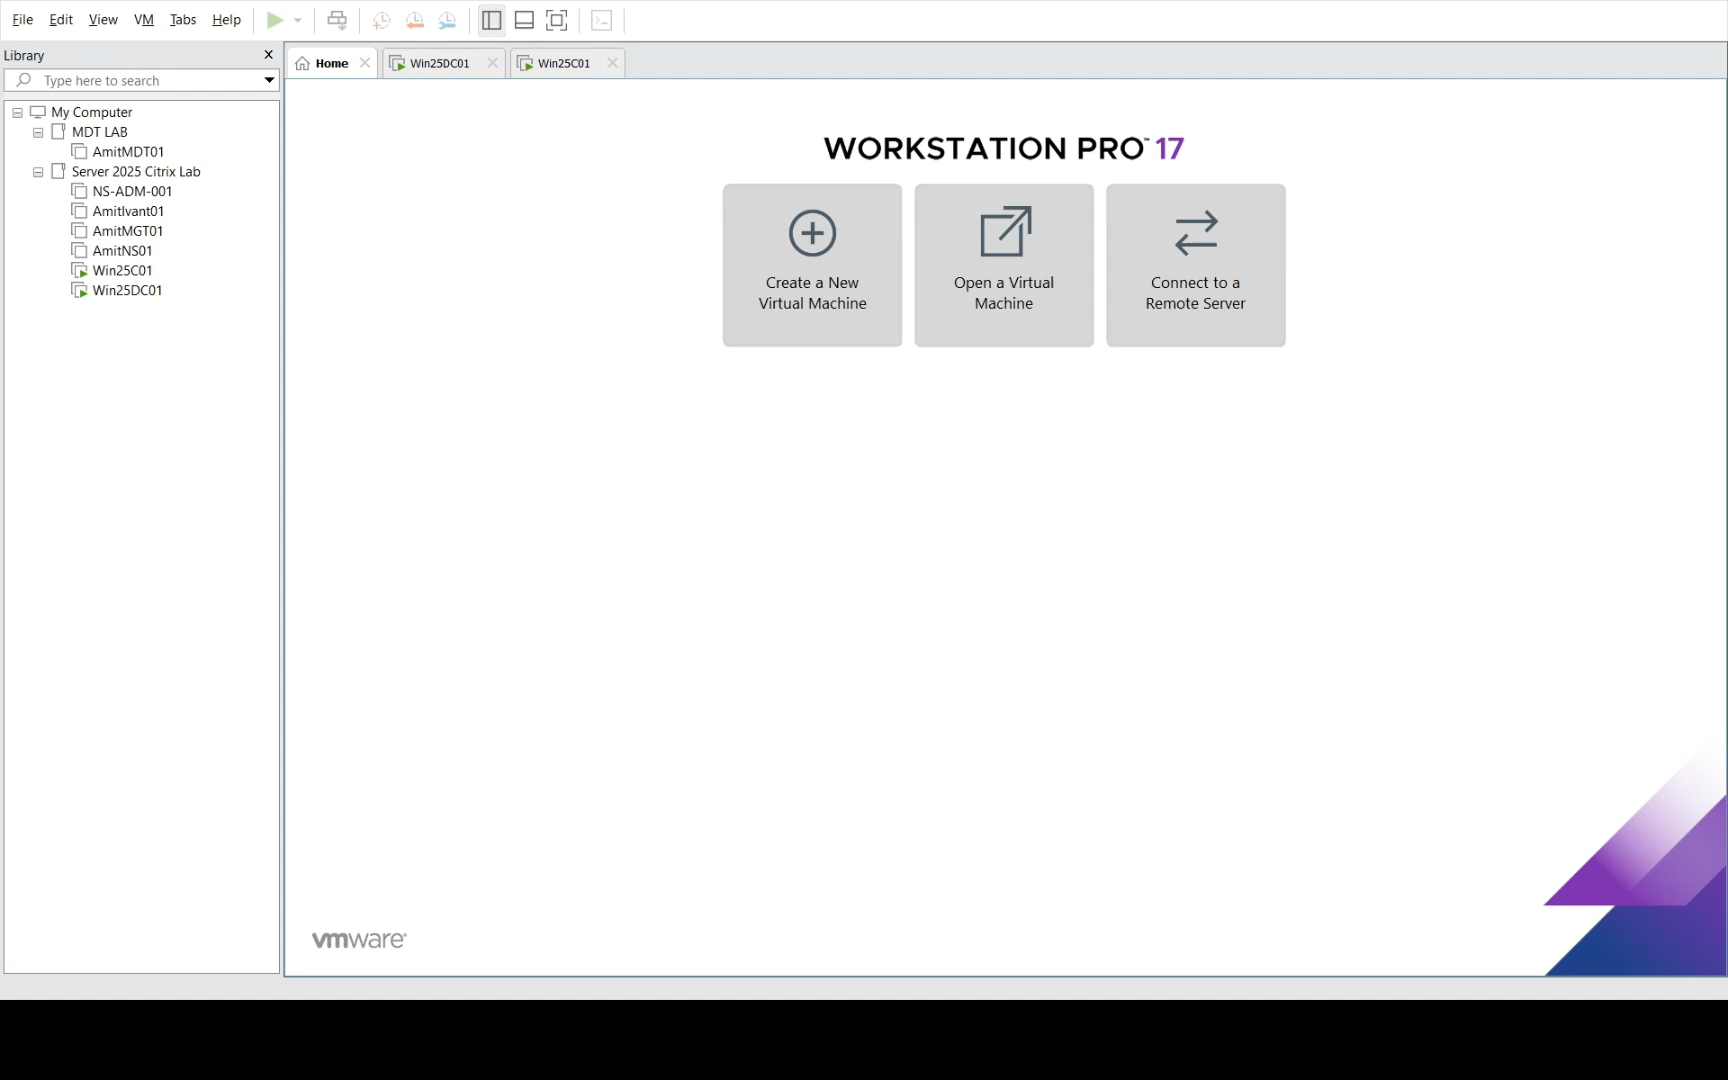 File Edit View VM Tabs Help
Library
Type here to search
Home
Win25DC01
Win25C01
My Computer
MDT LAB
AmitMDT01
Server 2025 Citrix Lab
NS-ADM-001
AmitIvant01
AmitMGT01
AmitNS01
Win25C01
Win25DC01
WORKSTATION PRO™ 17
Create a New
Virtual Machine
Open a Virtual
Machine
Connect to a
Remote Server
vmware®